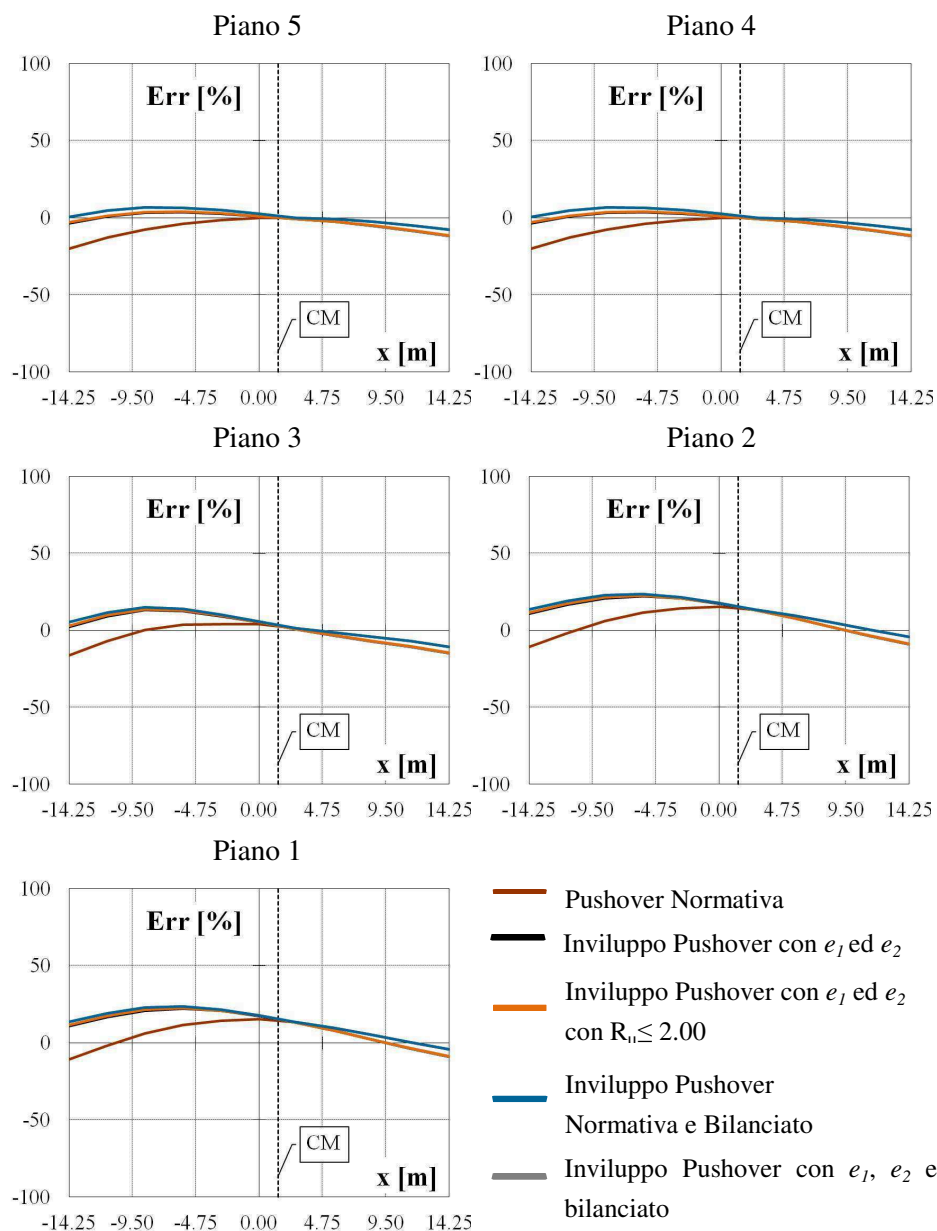 Piano 5
100
50
0
-50
-100
Err [%]
CM
x [m]
-14.25 -9.50 -4.75 0.00 4.75 9.50 14.25
Piano 4
100
50
0
-50
-100
Err [%]
CM
x [m]
-14.25 -9.50 -4.75 0.00 4.75 9.50 14.25
Piano 3
100
50
0
-50
-100
Err [%]
CM
x [m]
-14.25 -9.50 -4.75 0.00 4.75 9.50 14.25
Piano 2
100
50
0
-50
-100
Err [%]
CM
x [m]
-14.25 -9.50 -4.75 0.00 4.75 9.50 14.25
Piano 1
100
50
0
-50
-100
Err [%]
CM
x [m]
-14.25 -9.50 -4.75 0.00 4.75 9.50 14.25
Pushover Normativa
Inviluppo Pushover con e₁ ed e₂
Inviluppo Pushover con e₁ ed e₂
con Rμ≤ 2.00
Inviluppo Pushover
Normativa e Bilanciato
Inviluppo Pushover con e₁, e₂ e
bilanciato